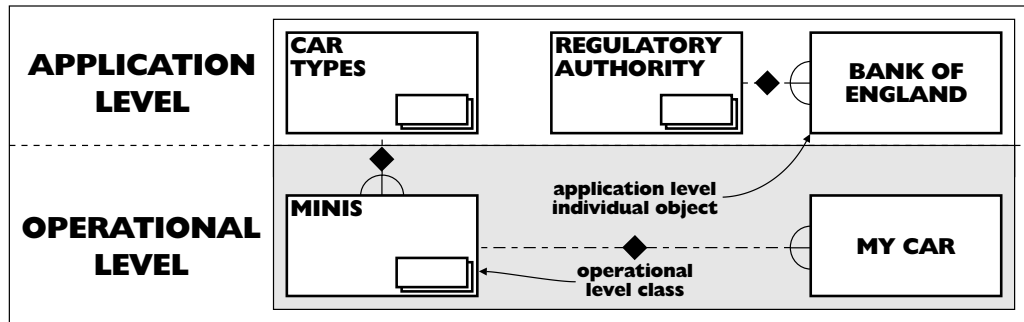 APPLICATION
LEVEL
CAR
TYPES
REGULATORY
AUTHORITY
BANK OF
ENGLAND
OPERATIONAL
LEVEL
MINIS
application level
individual object
operational
level class
MY CAR